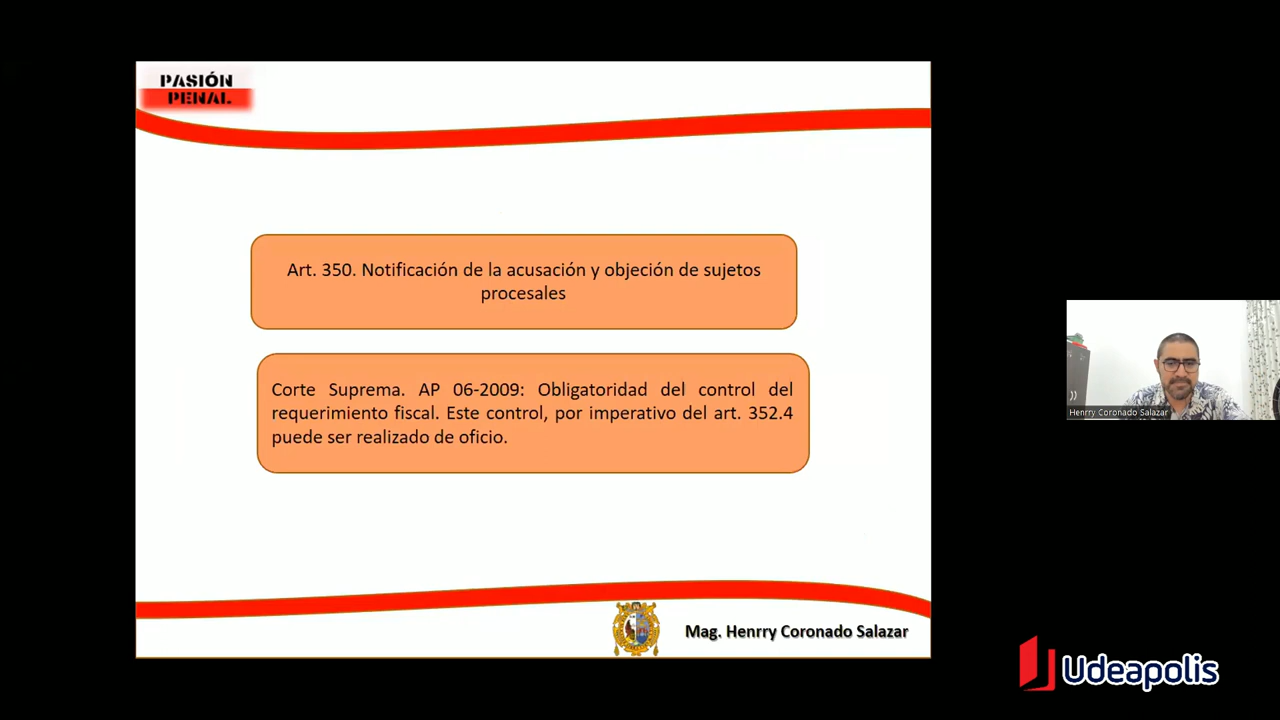 PASIÓN
PENAL
Art. 350. Notificación de la acusación y objeción de sujetos
procesales
Corte Suprema. AP 06-2009: Obligatoridad del control del
requerimiento fiscal. Este control, por imperativo del art. 352.4
puede ser realizado de oficio.
Mag. Henrry Coronado Salazar
Henrry Coronado Salazar
Udeapolis